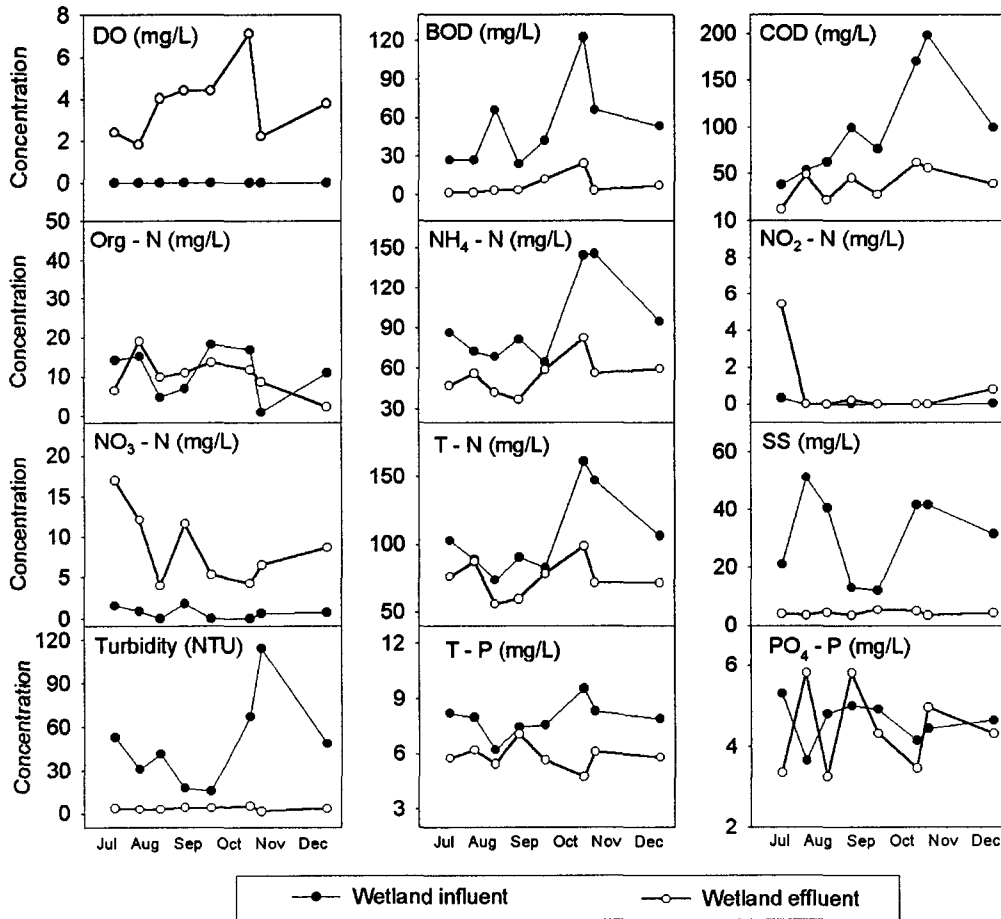 DO (mg/L)
BOD (mg/L)
COD (mg/L)
Concentration
8
6
4
2
0
120
90
60
30
0
200
150
100
50
10
Org - N (mg/L)
NH4 - N (mg/L)
NO2 - N (mg/L)
Concentration
50
40
30
20
10
0
150
120
90
60
30
8
6
4
2
0
NO3 - N (mg/L)
T - N (mg/L)
SS (mg/L)
Concentration
20
15
10
5
0
150
100
50
60
40
20
0
Turbidity (NTU)
T - P (mg/L)
PO4 - P (mg/L)
Concentration
120
90
60
30
0
12
9
6
3
6
4
2
Jul Aug Sep Oct Nov Dec
Jul Aug Sep Oct Nov Dec
Jul Aug Sep Oct Nov Dec
Wetland influent
Wetland effluent